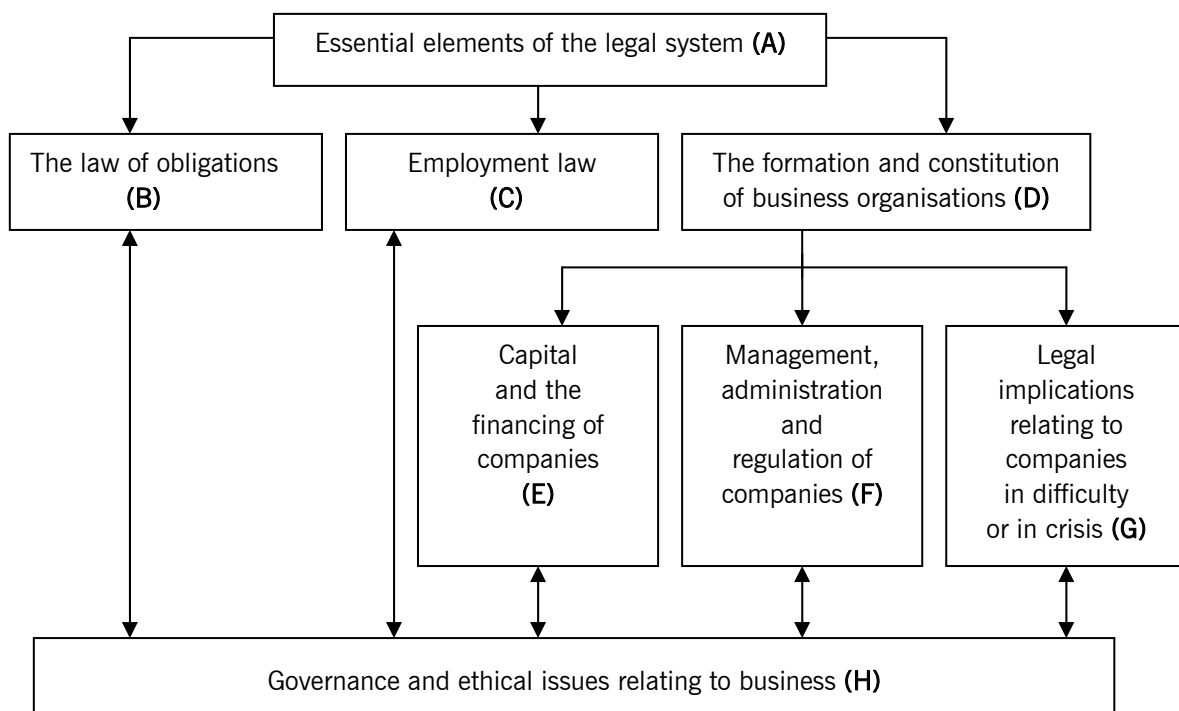 Essential elements of the legal system (A)
The law of obligations
(B)
Employment law
(C)
The formation and constitution
of business organisations (D)
Capital
and the
financing of
companies
(E)
Management,
administration
and
regulation of
companies (F)
Legal
implications
relating to
companies
in difficulty
or in crisis (G)
Governance and ethical issues relating to business (H)